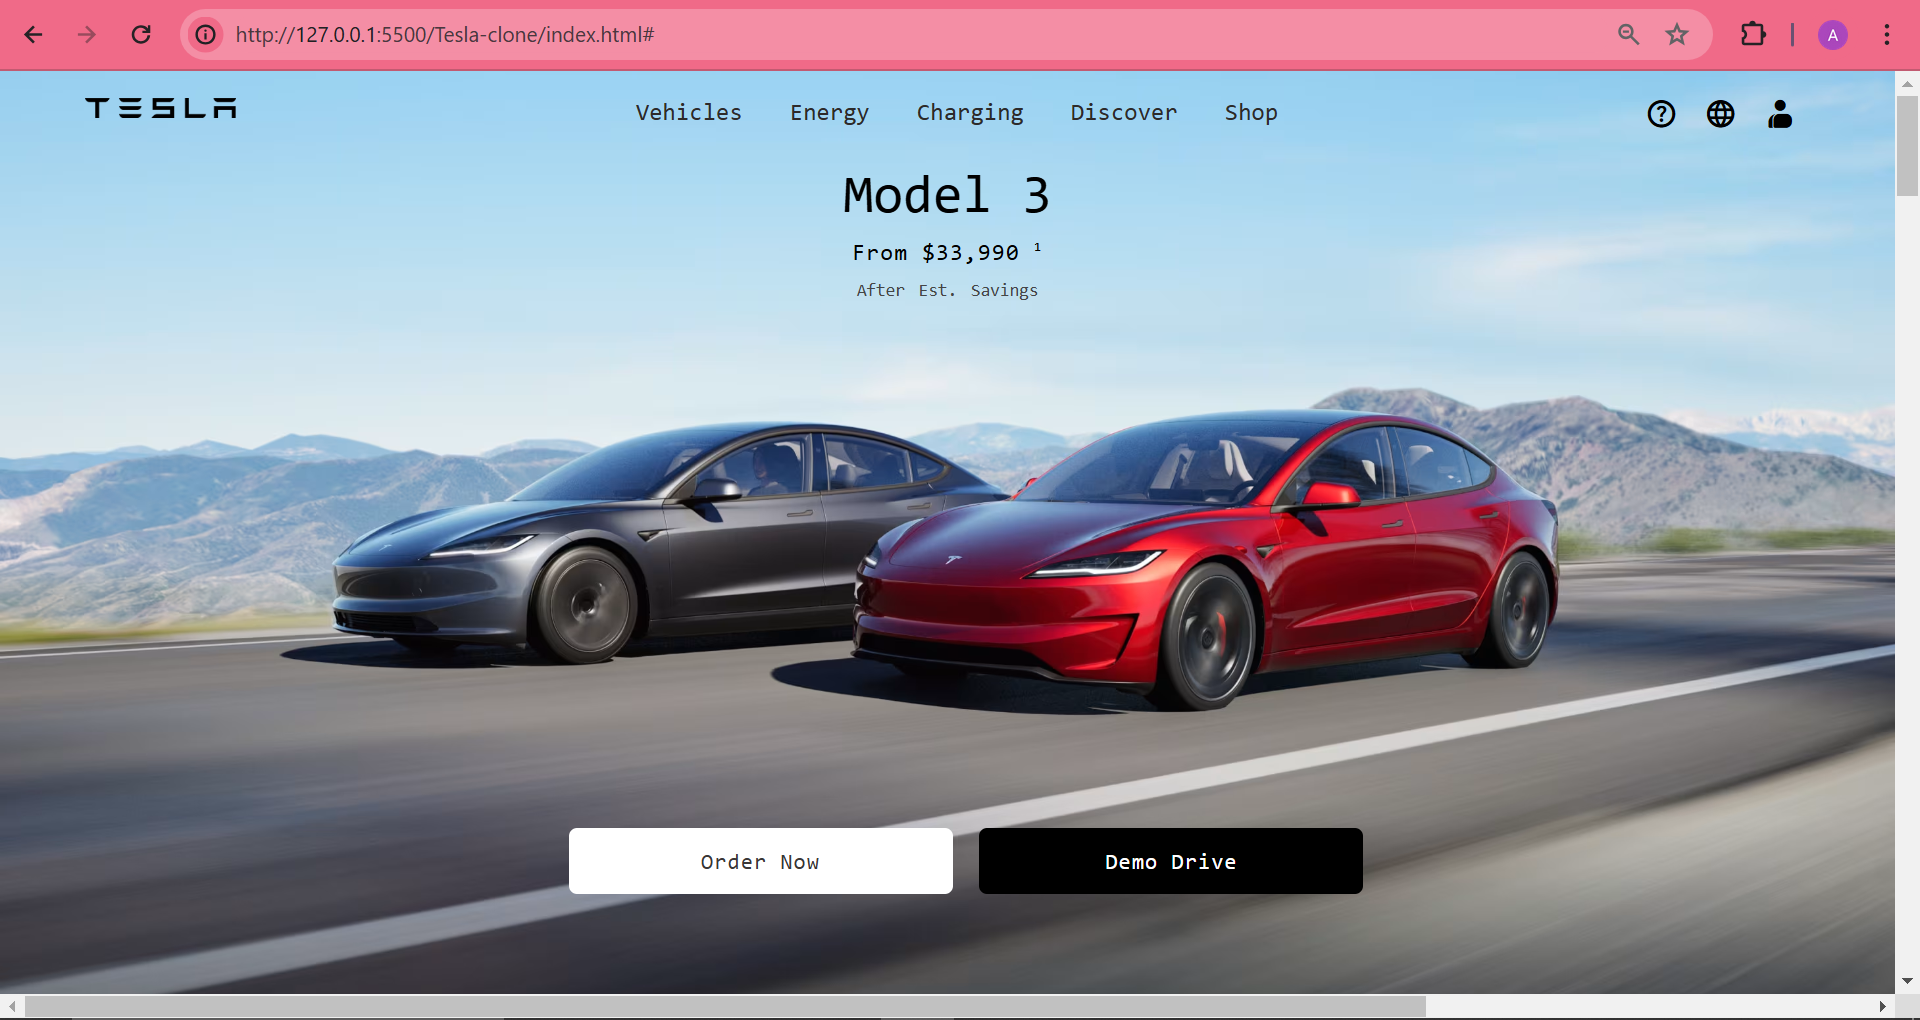 http://127.0.0.1:5500/Tesla-clone/index.html#
A
TESLA
Vehicles Energy Charging Discover Shop
Model 3
From $33,990 1
After Est. Savings
Order Now
Demo Drive